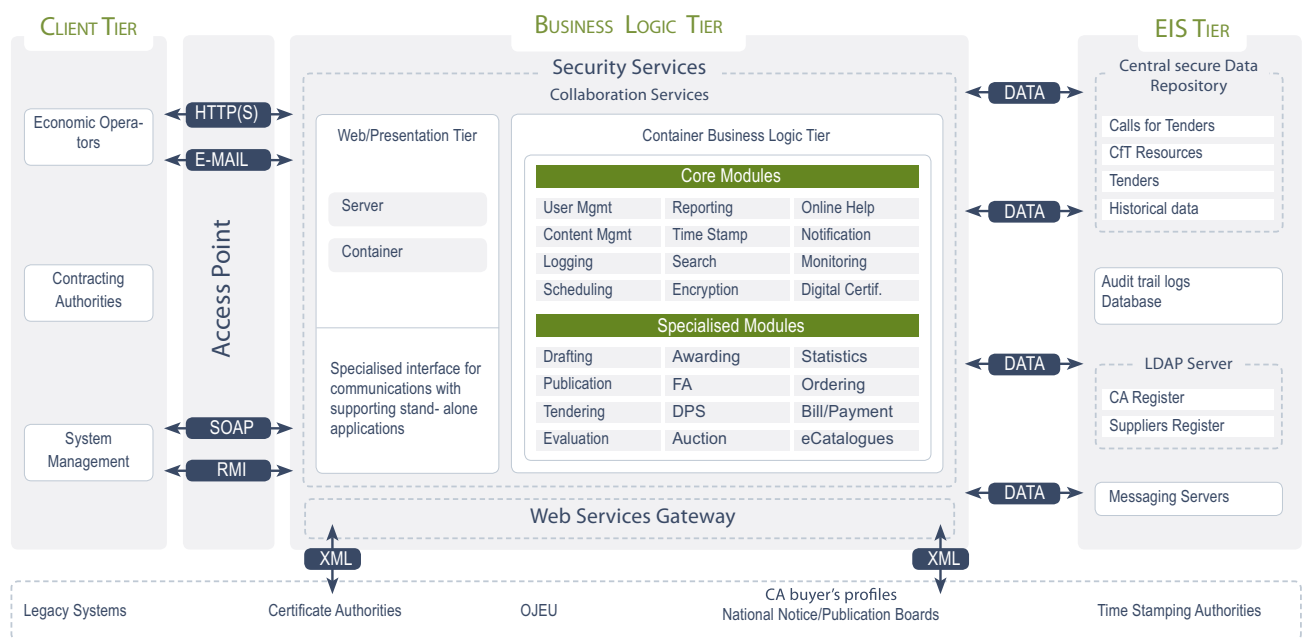 CLIENT TIER
BUSINESS LOGIC TIER
EIS TIER
Economic Opera-
tors
Contracting
Authorities
System
Management
Access Point
HTTP(S)
E-MAIL
SOAP
RMI
Security Services
Collaboration Services
Web/Presentation Tier
Server
Container
Specialised interface for
communications with
supporting stand- alone
applications
Container Business Logic Tier
Core Modules
User Mgmt Reporting Online Help
Content Mgmt Time Stamp Notification
Logging Search Monitoring
Scheduling Encryption Digital Certif.
Specialised Modules
Drafting Awarding Statistics
Publication FA Ordering
Tendering DPS Bill/Payment
Evaluation Auction eCatalogues
Web Services Gateway
DATA
DATA
DATA
DATA
Central secure Data
Repository
Calls for Tenders
CfT Resources
Tenders
Historical data
Audit trail logs
Database
LDAP Server
CA Register
Suppliers Register
Messaging Servers
XML
XML
Legacy Systems
Certificate Authorities
OJEU
CA buyer's profiles
National Notice/Publication Boards
Time Stamping Authorities